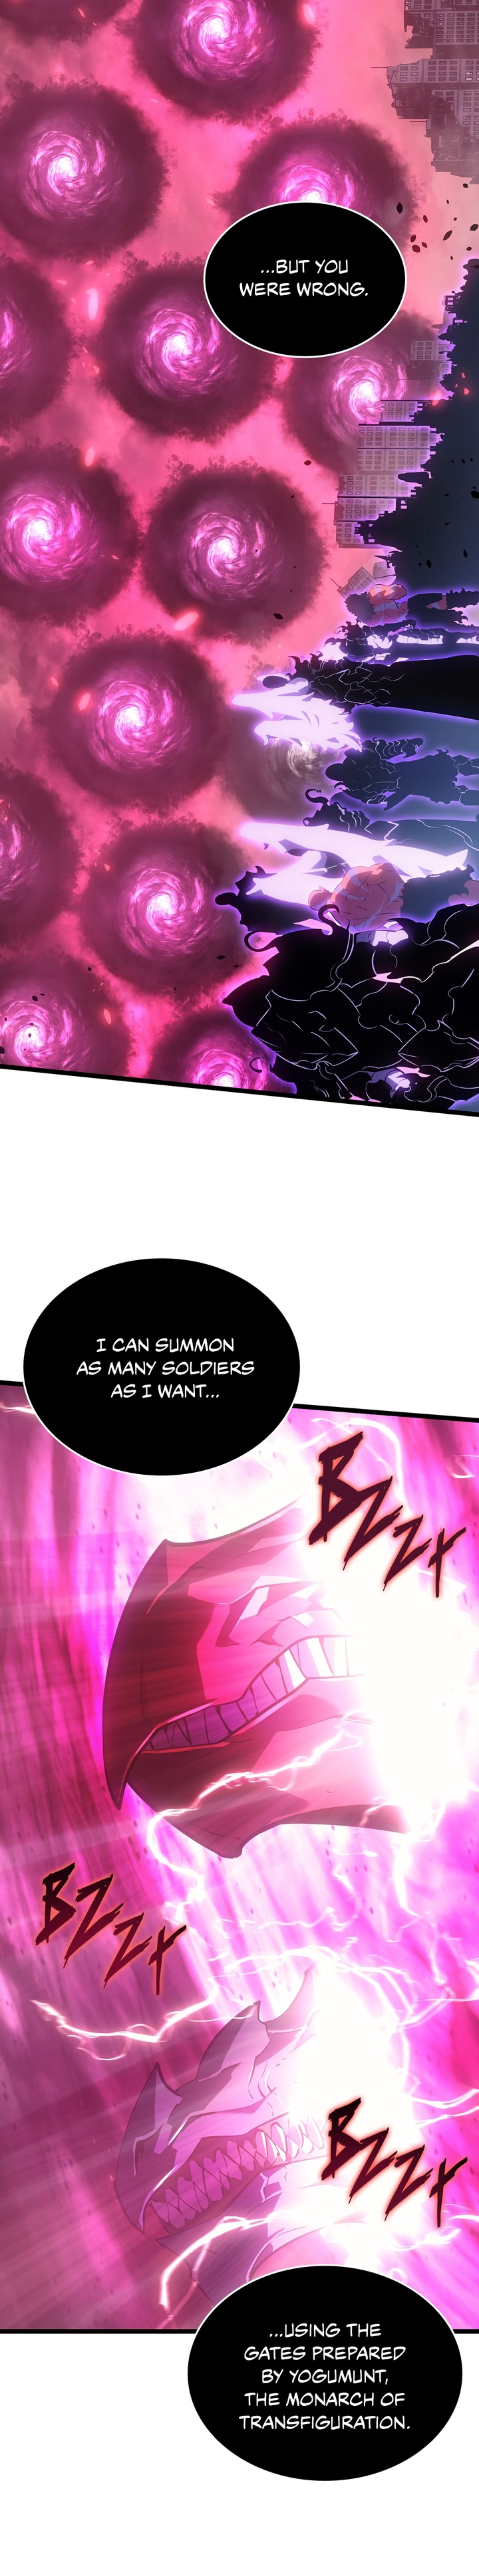 ...BUT YOU
WERE WRONG.
I CAN SUMMON
AS MANY SOLDIERS
AS I WANT...
BZZT
BZZT
BZZT
...USING THE
GATES PREPARED
BY YOGUMUNT,
THE MONARCH OF
TRANSFIGURATION.